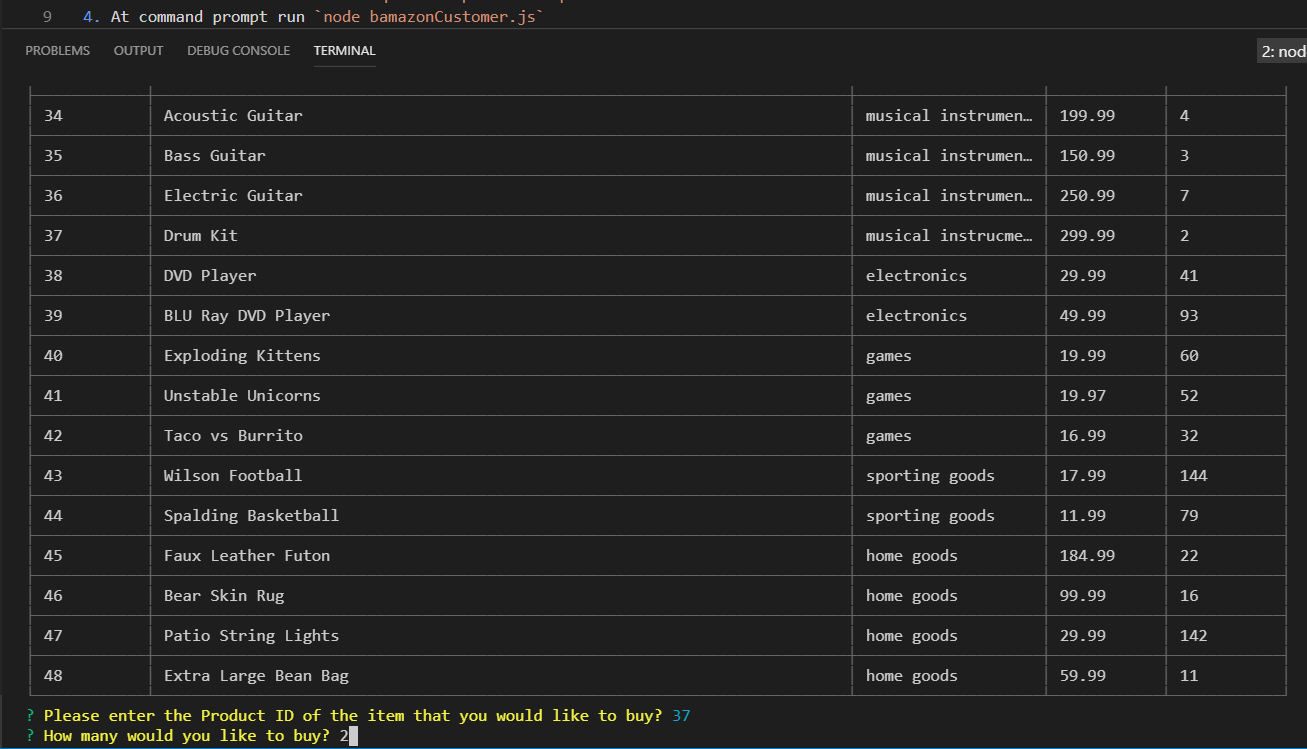 9 4. At command prompt run `node bamazonCustomer.js`
PROBLEMS OUTPUT DEBUG CONSOLE TERMINAL 2: nod
34 Acoustic Guitar musical instrumen… 199.99 4
35 Bass Guitar musical instrumen… 150.99 3
36 Electric Guitar musical instrumen… 250.99 7
37 Drum Kit musical instrucme… 299.99 2
38 DVD Player electronics 29.99 41
39 BLU Ray DVD Player electronics 49.99 93
40 Exploding Kittens games 19.99 60
41 Unstable Unicorns games 19.97 52
42 Taco vs Burrito games 16.99 32
43 Wilson Football sporting goods 17.99 144
44 Spalding Basketball sporting goods 11.99 79
45 Faux Leather Futon home goods 184.99 22
46 Bear Skin Rug home goods 99.99 16
47 Patio String Lights home goods 29.99 142
48 Extra Large Bean Bag home goods 59.99 11
? Please enter the Product ID of the item that you would like to buy? 37
? How many would you like to buy? 2